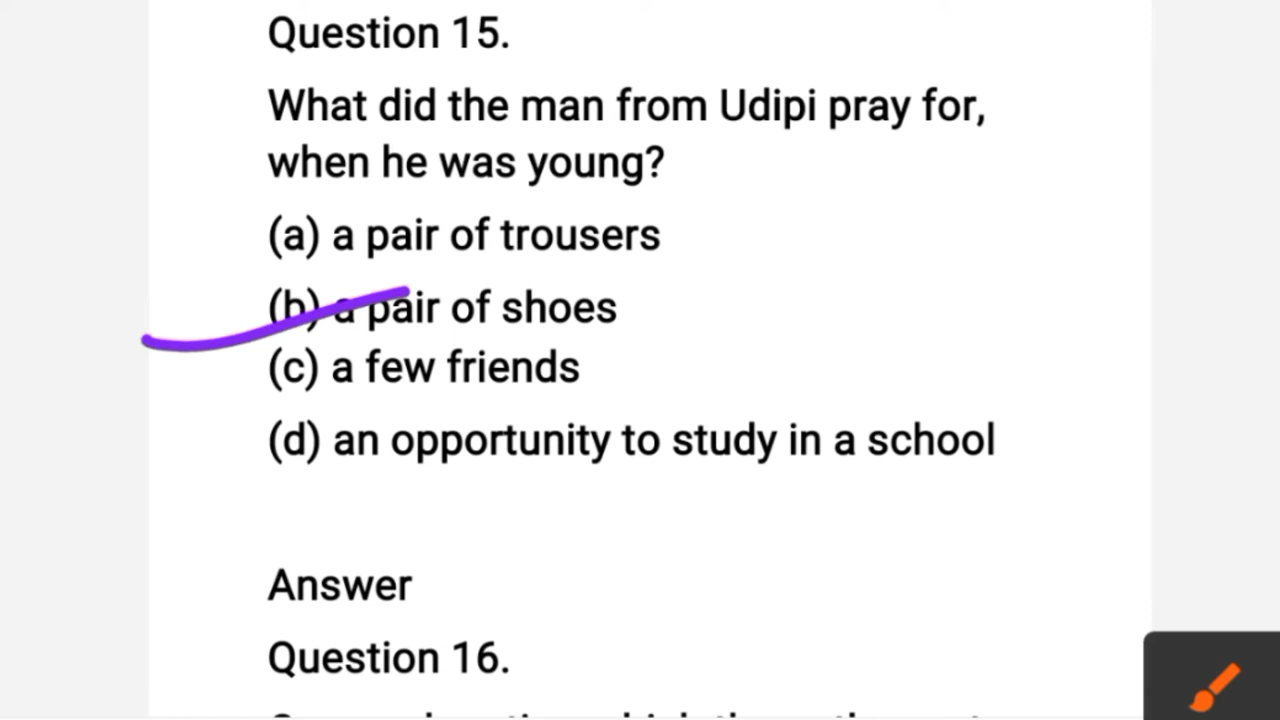 Question 15.
What did the man from Udipi pray for,
when he was young?
(a) a pair of trousers
(b) a pair of shoes
(c) a few friends
(d) an opportunity to study in a school
Answer
Question 16.